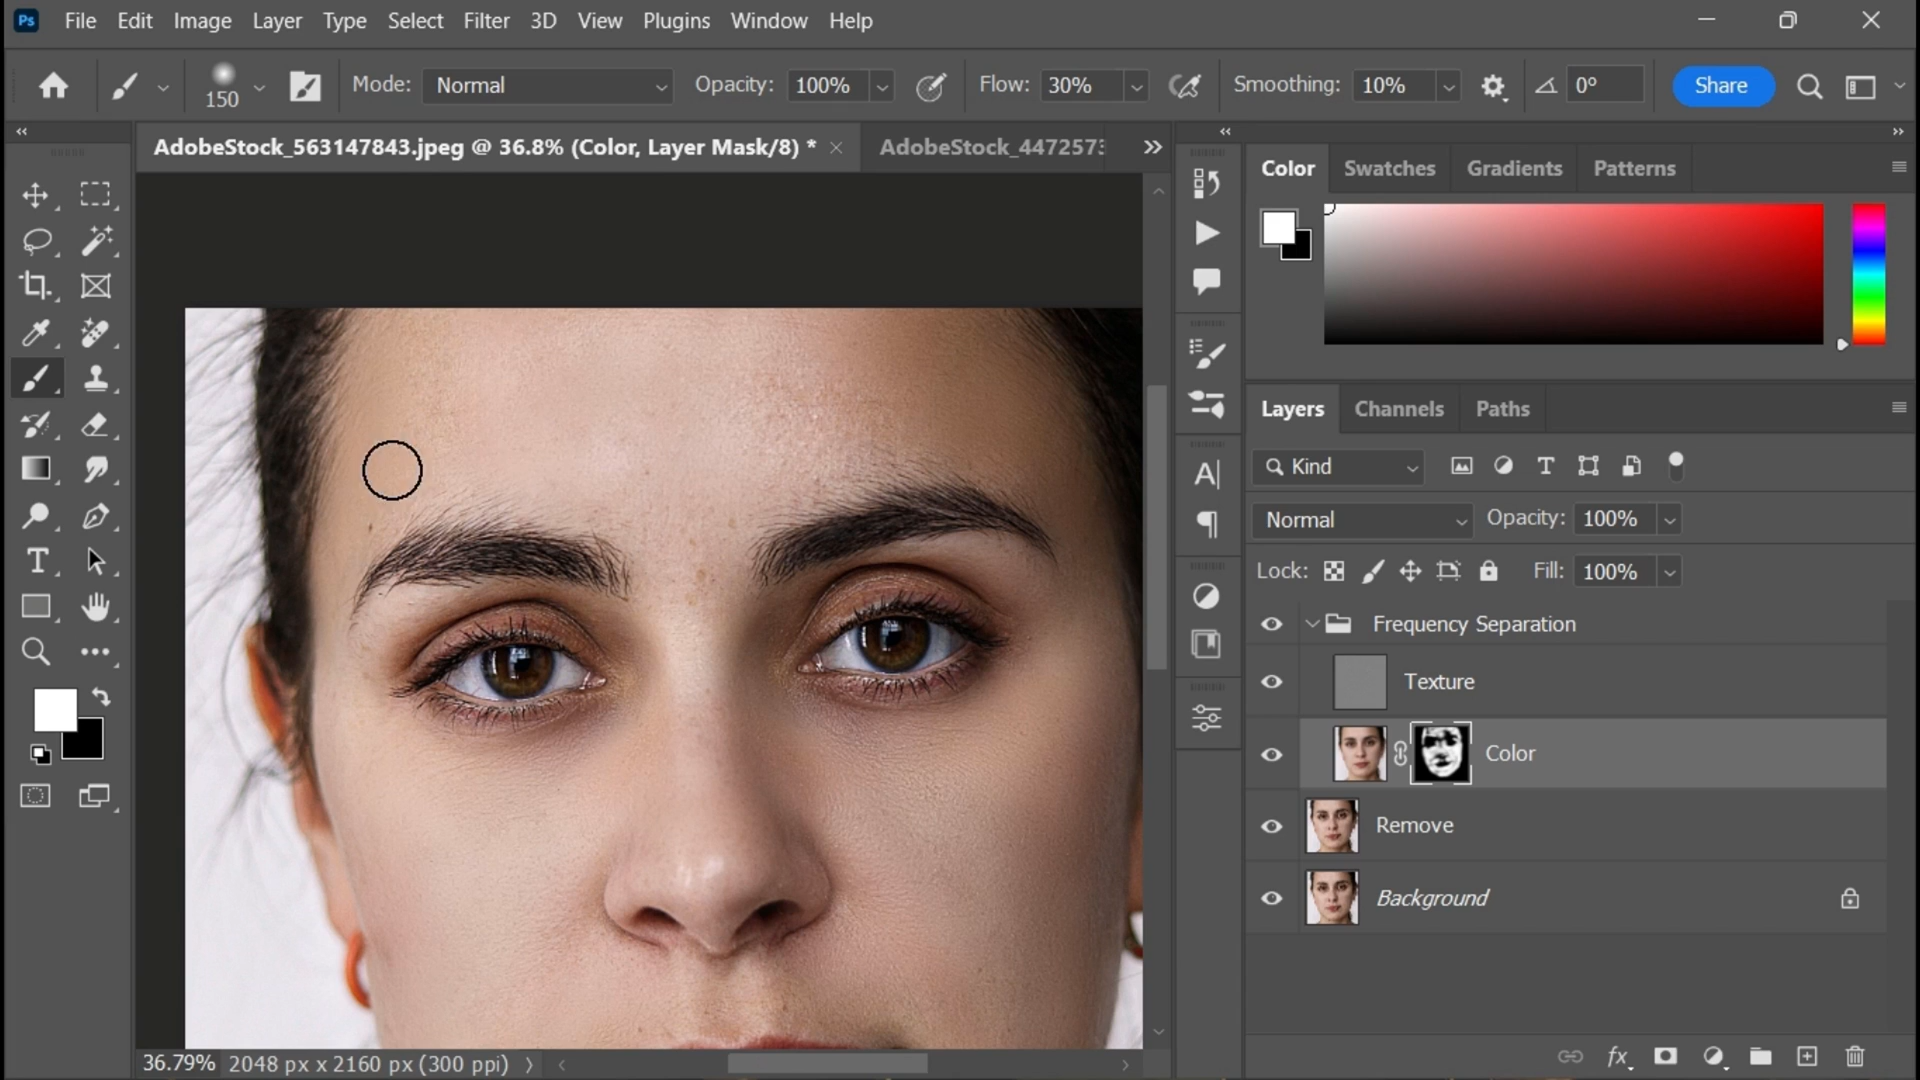 Ps File Edit Image Layer Type Select Filter 3D View Plugins Window Help
150 Mode: Normal Opacity: 100% Flow: 30% Smoothing: 10% 0° Share
AdobeStock_563147843.jpeg @ 36.8% (Color, Layer Mask/8) * AdobeStock_4472573
Color Swatches Gradients Patterns
Layers Channels Paths
Kind
Normal Opacity: 100%
Lock: Fill: 100%
Frequency Separation
Texture
Color
Remove
Background
36.79% 2048 px x 2160 px (300 ppi)
fx